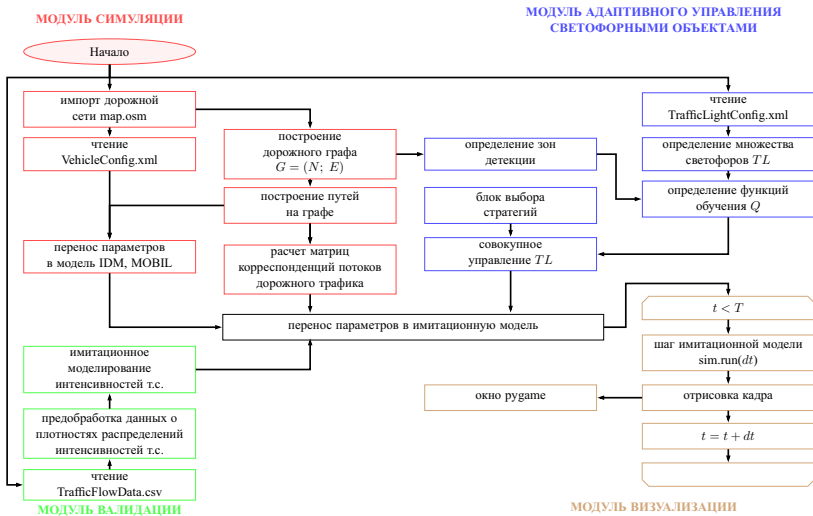 МОДУЛЬ СИМУЛЯЦИИ
МОДУЛЬ АДАПТИВНОГО УПРАВЛЕНИЯ
СВЕТОФОРНЫМИ ОБЪЕКТАМИ
Начало
импорт дорожной
сети map.osm
чтение
VehicleConfig.xml
построение
дорожного графа
G = (N; E)
определение зон
детекции
чтение
TrafficLightConfig.xml
определение множества
светофоров TL
построение путей
на графе
блок выбора
стратегий
определение функций
обучения Q
перенос параметров
в модель IDM, MOBIL
расчет матриц
корреспонденций потоков
дорожного трафика
совокупное
управление TL
перенос параметров в имитационную модель
t < T
имитационное
моделирование
интенсивностей т.с.
шаг имитационной модели
sim.run(dt)
предобработка данных о
плотностях распределений
интенсивностей т.с.
окно pygame
отрисовка кадра
t = t + dt
чтение
TrafficFlowData.csv
МОДУЛЬ ВАЛИДАЦИИ
МОДУЛЬ ВИЗУАЛИЗАЦИИ